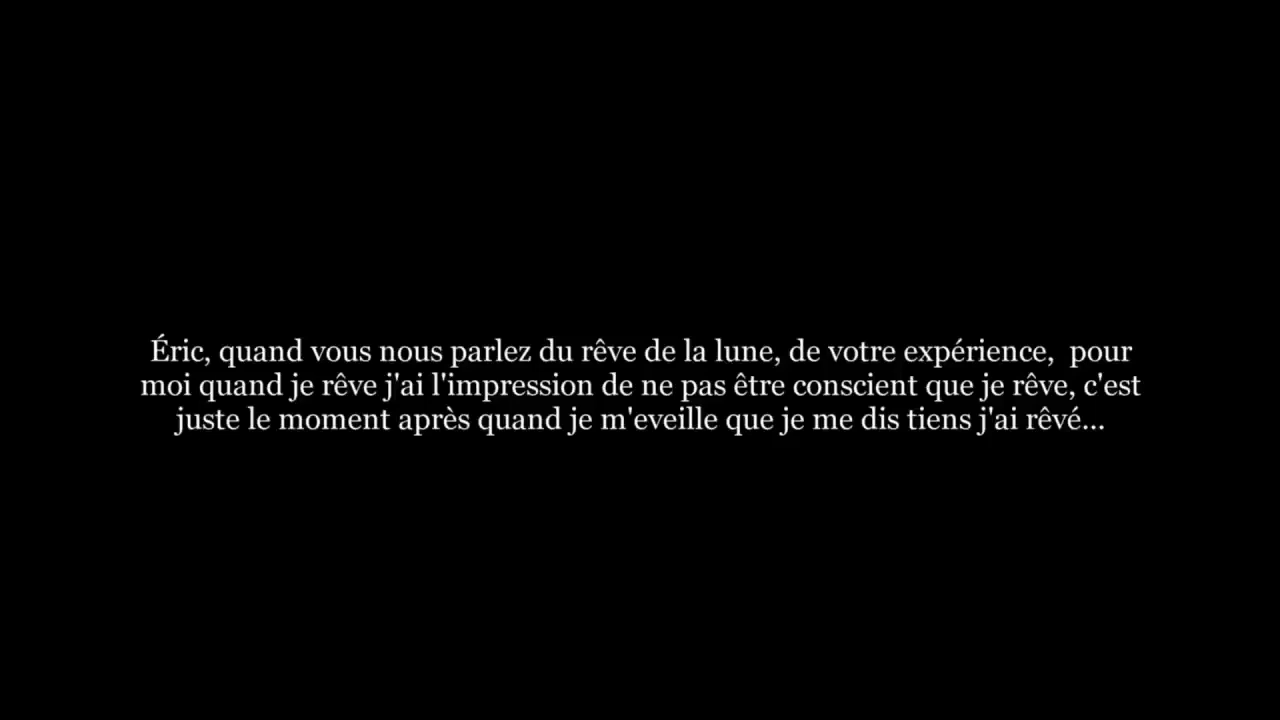 Éric, quand vous nous parlez du rêve de la lune, de votre expérience,  pour
moi quand je rêve j'ai l'impression de ne pas être conscient que je rêve, c'est
juste le moment après quand je m'eveille que je me dis tiens j'ai rêvé...